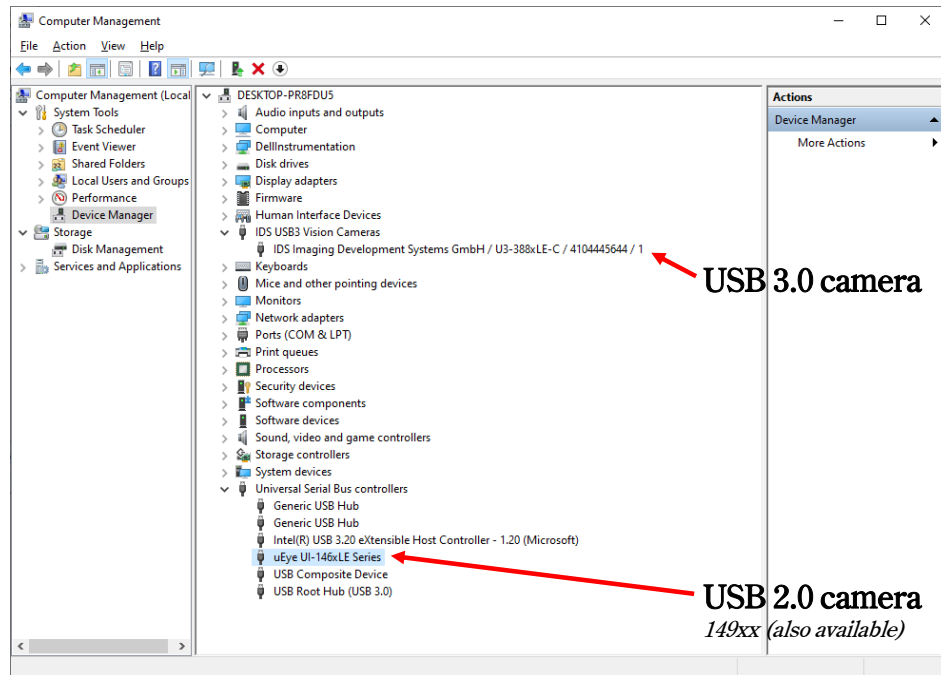 Computer Management
File Action View Help
Computer Management (Local
System Tools
Task Scheduler
Event Viewer
Shared Folders
Local Users and Groups
Performance
Device Manager
Storage
Disk Management
Services and Applications
DESKTOP-PR8FDU5
Audio inputs and outputs
Computer
DellInstrumentation
Disk drives
Display adapters
Firmware
Human Interface Devices
IDS USB3 Vision Cameras
IDS Imaging Development Systems GmbH / U3-388xLE-C / 4104445644 / 1
Keyboards
Mice and other pointing devices
Monitors
Network adapters
Ports (COM & LPT)
Print queues
Processors
Security devices
Software components
Software devices
Sound, video and game controllers
Storage controllers
System devices
Universal Serial Bus controllers
Generic USB Hub
Generic USB Hub
Intel(R) USB 3.20 eXtensible Host Controller - 1.20 (Microsoft)
uEye UI-146xLE Series
USB Composite Device
USB Root Hub (USB 3.0)
Actions
Device Manager
More Actions
USB 3.0 camera
USB 2.0 camera
149xx (also available)